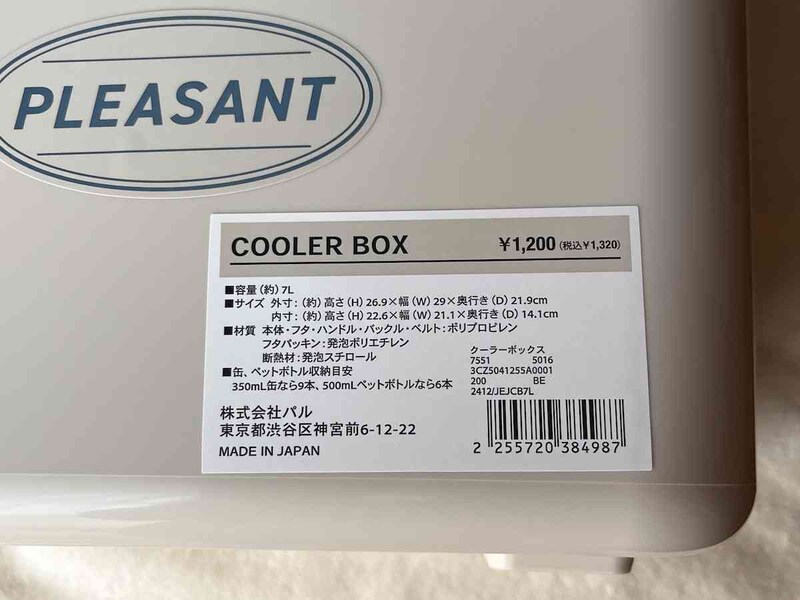 PLEASANT
COOLER BOX ¥1,200(税込¥1,320)
■容量(約)7L
■サイズ 外寸:(約)高さ(H)26.9×幅(W)29×奥行き(D)21.9cm
内寸:(約)高さ(H)22.6×幅(W)21.1×奥行き(D)14.1cm
■材質 本体・フタ・ハンドル・バックル・ベルト:ポリプロピレン
フタパッキン:発泡ポリエチレン
断熱材:発泡スチロール
■缶、ペットボトル収納目安
350mL缶なら9本、500mLペットボトルなら6本
クーラーボックス
7551 5016
3CZ5041255A0001
200 BE
2412/JEJCB7L
株式会社パル
東京都渋谷区神宮前6-12-22
MADE IN JAPAN
2 255720 384987